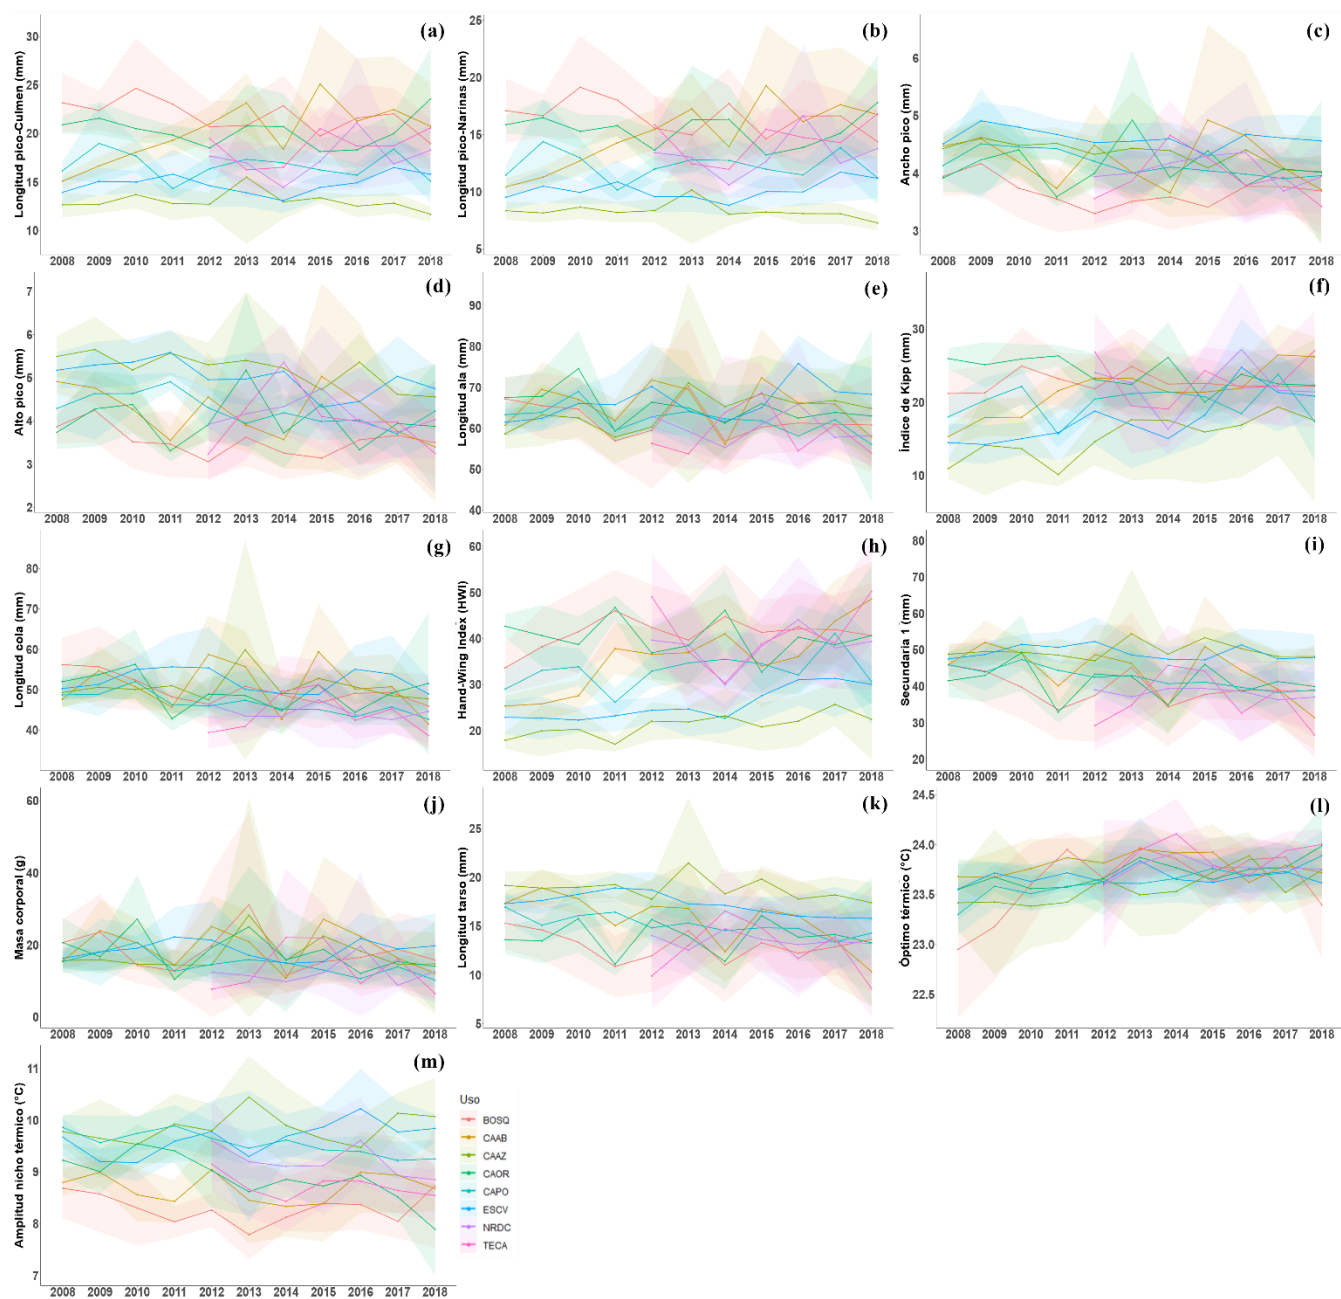 (a)
Longitud pico-Culmen (mm)
30
25
20
15
10
2008 2009 2010 2011 2012 2013 2014 2015 2016 2017 2018
(b)
Longitud pico-Narinas (mm)
25
20
15
10
5
2008 2009 2010 2011 2012 2013 2014 2015 2016 2017 2018
(c)
Ancho pico (mm)
6
5
4
3
2008 2009 2010 2011 2012 2013 2014 2015 2016 2017 2018
(d)
Alto pico (mm)
7
6
5
4
3
2
2008 2009 2010 2011 2012 2013 2014 2015 2016 2017 2018
(e)
Longitud ala (mm)
90
80
70
60
50
40
2008 2009 2010 2011 2012 2013 2014 2015 2016 2017 2018
(f)
Índice de Kipp (mm)
30
20
10
2008 2009 2010 2011 2012 2013 2014 2015 2016 2017 2018
(g)
Longitud cola (mm)
80
70
60
50
40
2008 2009 2010 2011 2012 2013 2014 2015 2016 2017 2018
(h)
Hand-Wing Index (HWI)
60
50
40
30
20
2008 2009 2010 2011 2012 2013 2014 2015 2016 2017 2018
(i)
Secundaria 1 (mm)
80
70
60
50
40
30
20
2008 2009 2010 2011 2012 2013 2014 2015 2016 2017 2018
(j)
Masa corporal (g)
60
40
20
0
2008 2009 2010 2011 2012 2013 2014 2015 2016 2017 2018
(k)
Longitud tarso (mm)
25
20
15
10
5
2008 2009 2010 2011 2012 2013 2014 2015 2016 2017 2018
(l)
Óptimo térmico (°C)
24.5
24.0
23.5
23.0
22.5
2008 2009 2010 2011 2012 2013 2014 2015 2016 2017 2018
(m)
Amplitud nicho térmico (°C)
11
10
9
8
7
2008 2009 2010 2011 2012 2013 2014 2015 2016 2017 2018
Uso
BOSQ
CAAB
CAAZ
CAOR
CAPO
ESCV
NRDC
TECA